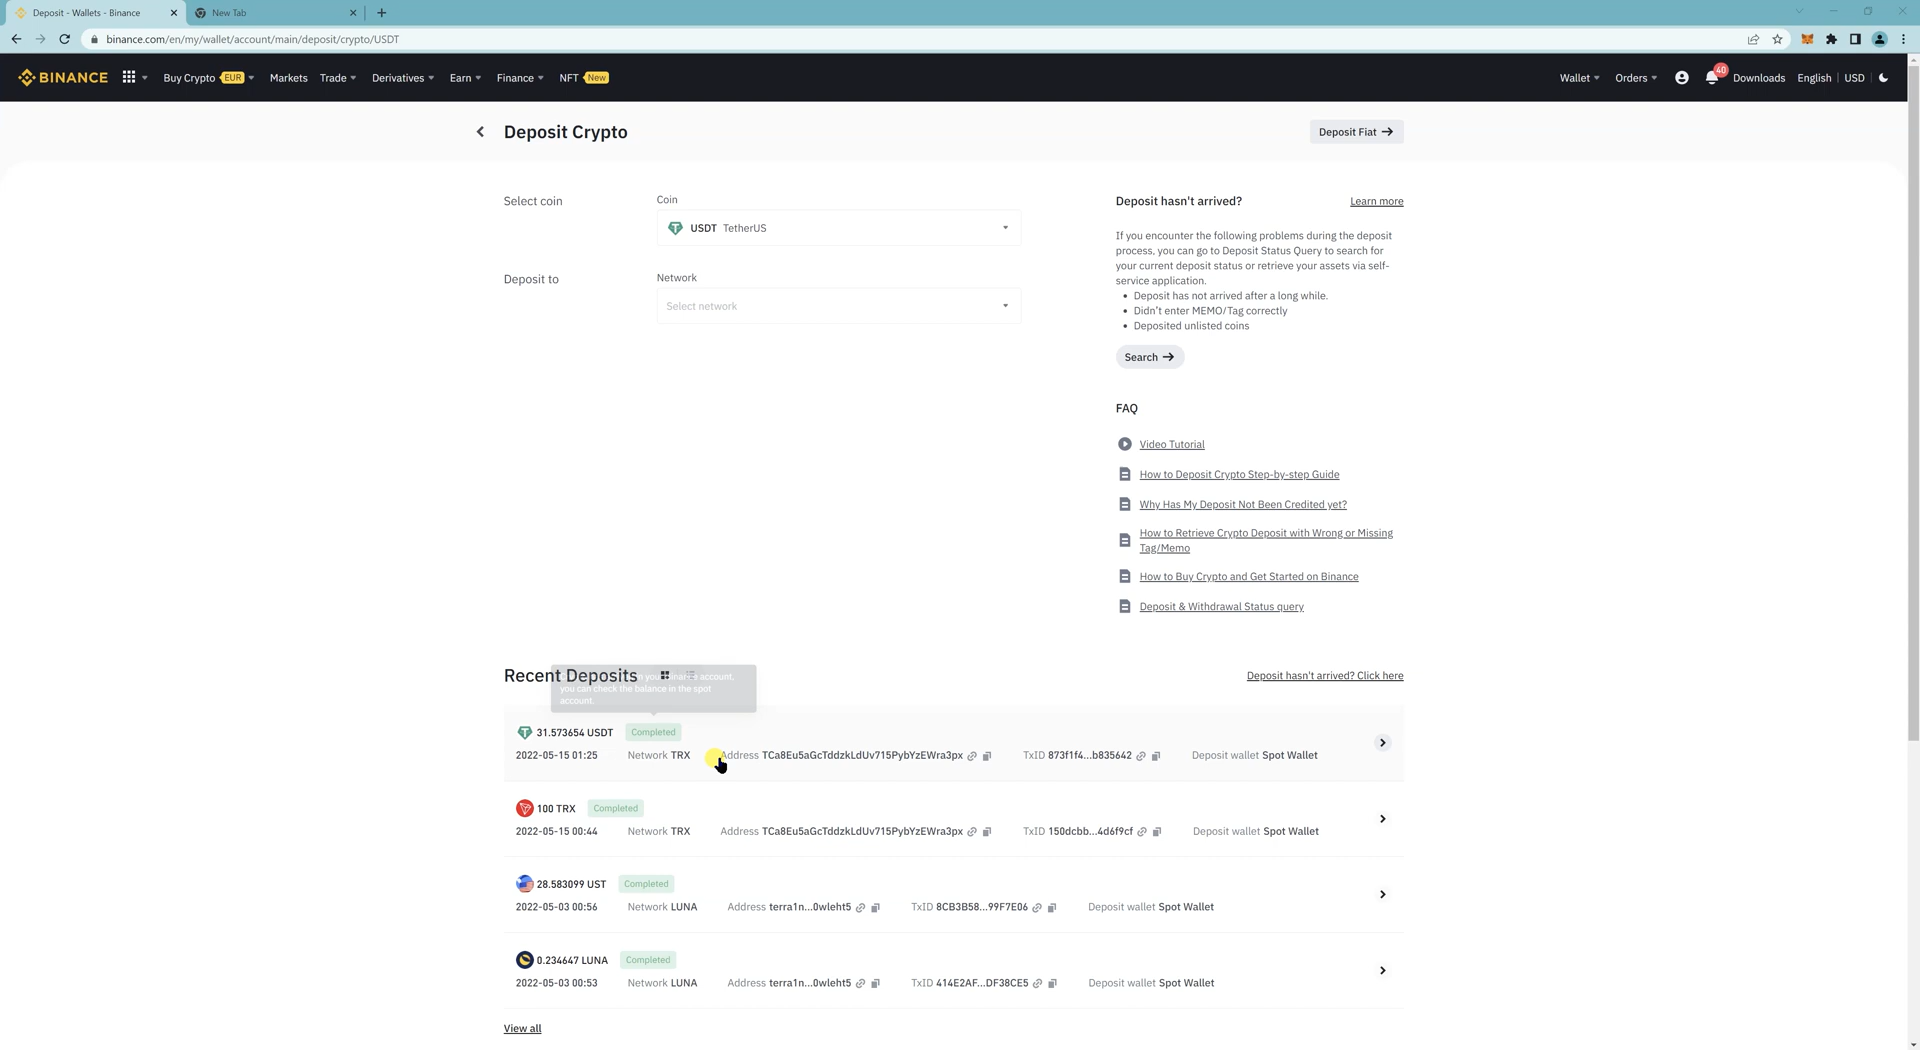 Deposit - Wallets - Binance
New Tab
binance.com/en/my/wallet/account/main/deposit/crypto/USDT
BINANCE
Buy Crypto EUR
Markets
Trade
Derivatives
Earn
Finance
NFT New
Wallet
Orders
40
Downloads
English
USD
Deposit Crypto
Deposit Fiat
Select coin
Coin
USDT TetherUS
Deposit to
Network
Select network
Deposit hasn't arrived?
Learn more
If you encounter the following problems during the deposit
process, you can go to Deposit Status Query to search for
your current deposit status or retrieve your assets via self-
service application.
• Deposit has not arrived after a long while.
• Didn't enter MEMO/Tag correctly
• Deposited unlisted coins
Search
FAQ
Video Tutorial
How to Deposit Crypto Step-by-step Guide
Why Has My Deposit Not Been Credited yet?
How to Retrieve Crypto Deposit with Wrong or Missing
Tag/Memo
How to Buy Crypto and Get Started on Binance
Deposit & Withdrawal Status query
Recent Deposits
account,
you can check the balance in the spot
account.
Deposit hasn't arrived? Click here
31.573654 USDT Completed
2022-05-15 01:25 Network TRX Address TCa8Eu5aGcTddzkLdUv715PybYzEWra3px TxID 873f1f4...b835642 Deposit wallet Spot Wallet
100 TRX Completed
2022-05-15 00:44 Network TRX Address TCa8Eu5aGcTddzkLdUv715PybYzEWra3px TxID 150dcbb...4d6f9cf Deposit wallet Spot Wallet
28.583099 UST Completed
2022-05-03 00:56 Network LUNA Address terra1n...0wleht5 TxID 8CB3B58...99F7E06 Deposit wallet Spot Wallet
0.234647 LUNA Completed
2022-05-03 00:53 Network LUNA Address terra1n...0wleht5 TxID 414E2AF...DF38CE5 Deposit wallet Spot Wallet
View all